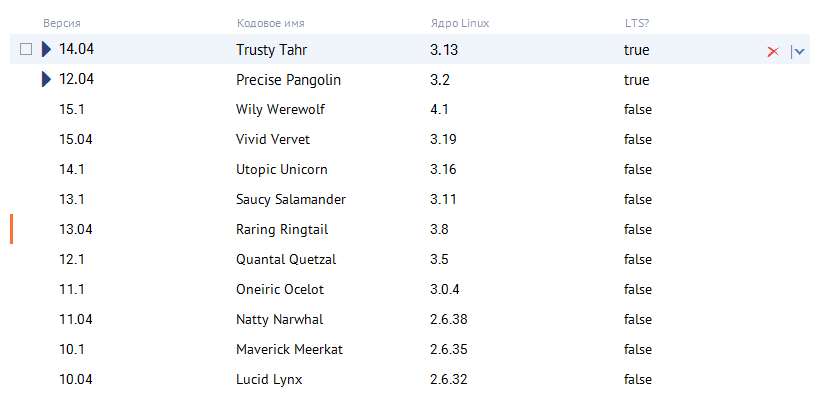 Версия Кодовое имя Ядро Linux LTS?
14.04 Trusty Tahr 3.13 true
12.04 Precise Pangolin 3.2 true
15.1 Wily Werewolf 4.1 false
15.04 Vivid Vervet 3.19 false
14.1 Utopic Unicorn 3.16 false
13.1 Saucy Salamander 3.11 false
13.04 Raring Ringtail 3.8 false
12.1 Quantal Quetzal 3.5 false
11.1 Oneiric Ocelot 3.0.4 false
11.04 Natty Narwhal 2.6.38 false
10.1 Maverick Meerkat 2.6.35 false
10.04 Lucid Lynx 2.6.32 false